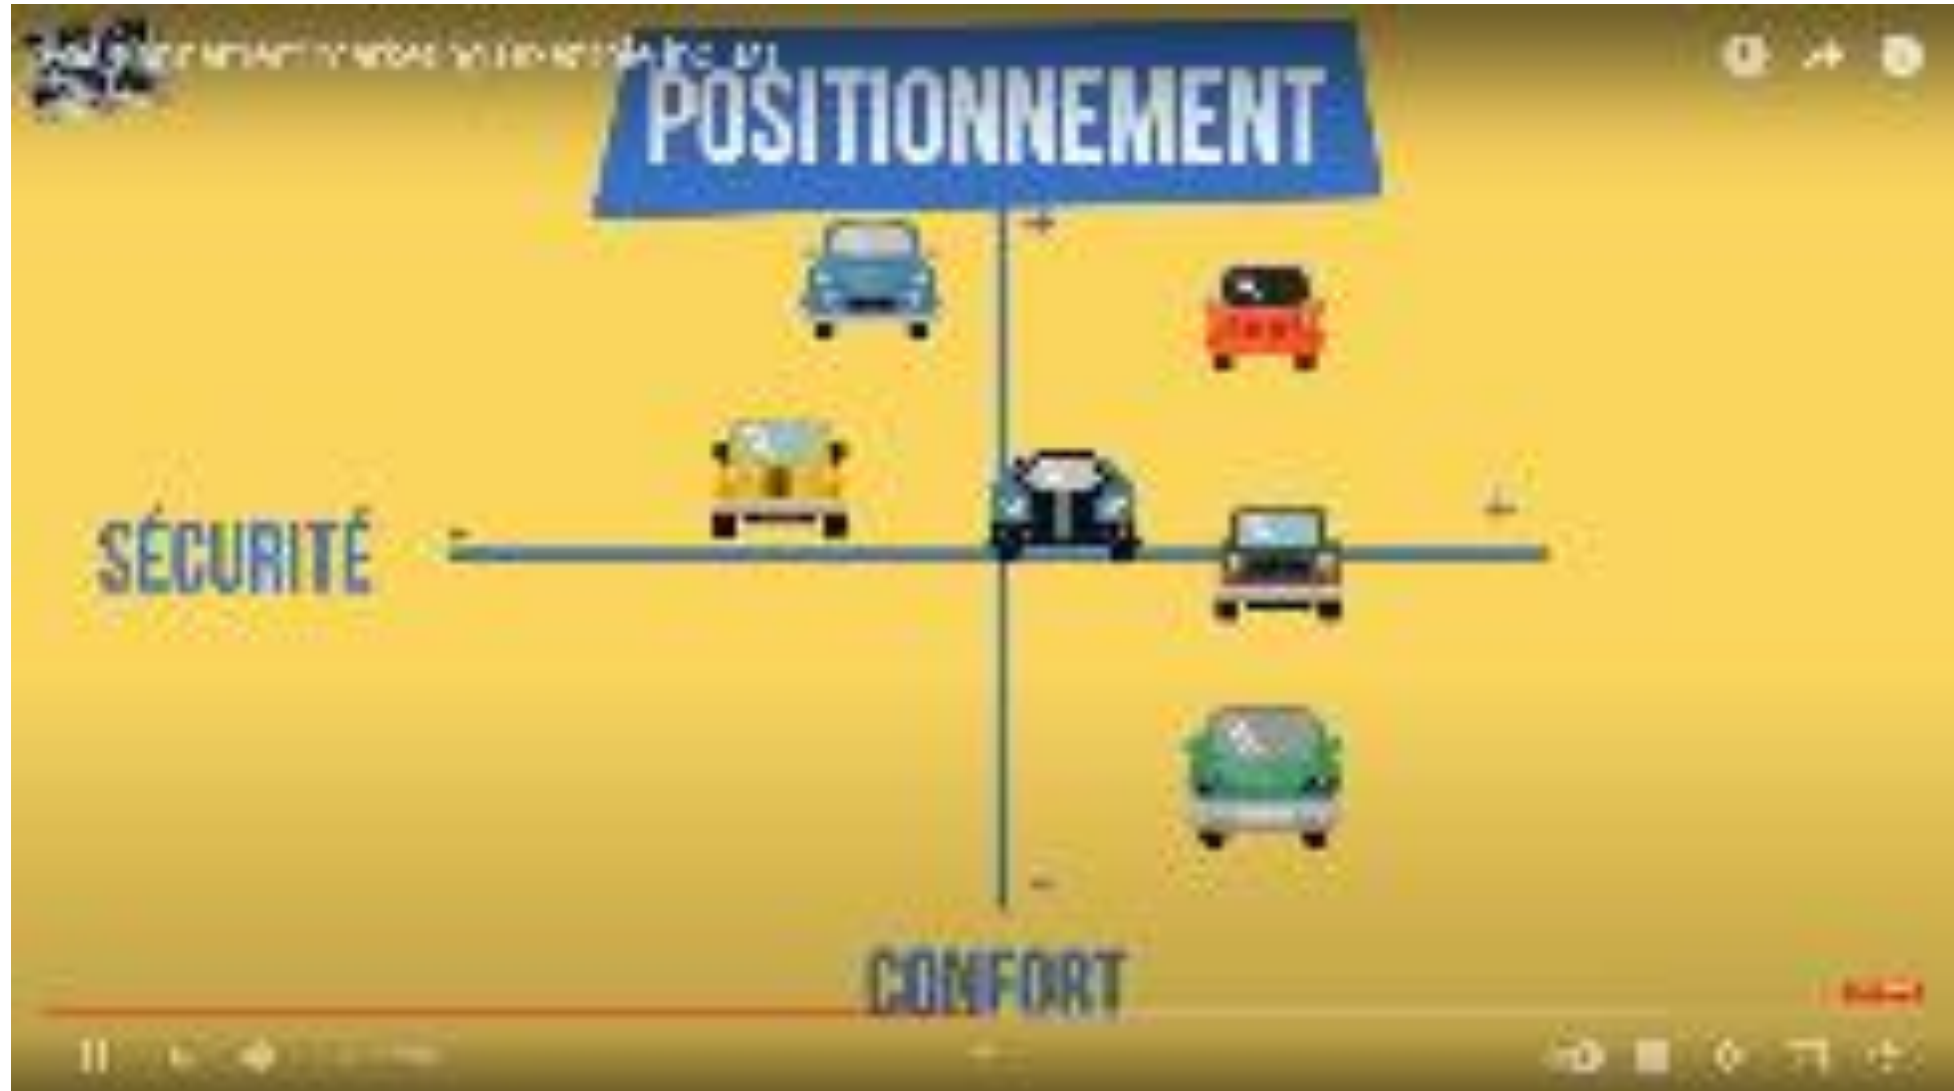 POSITIONNEMENT
+
SÉCURITÉ
-
+
-
CONFORT